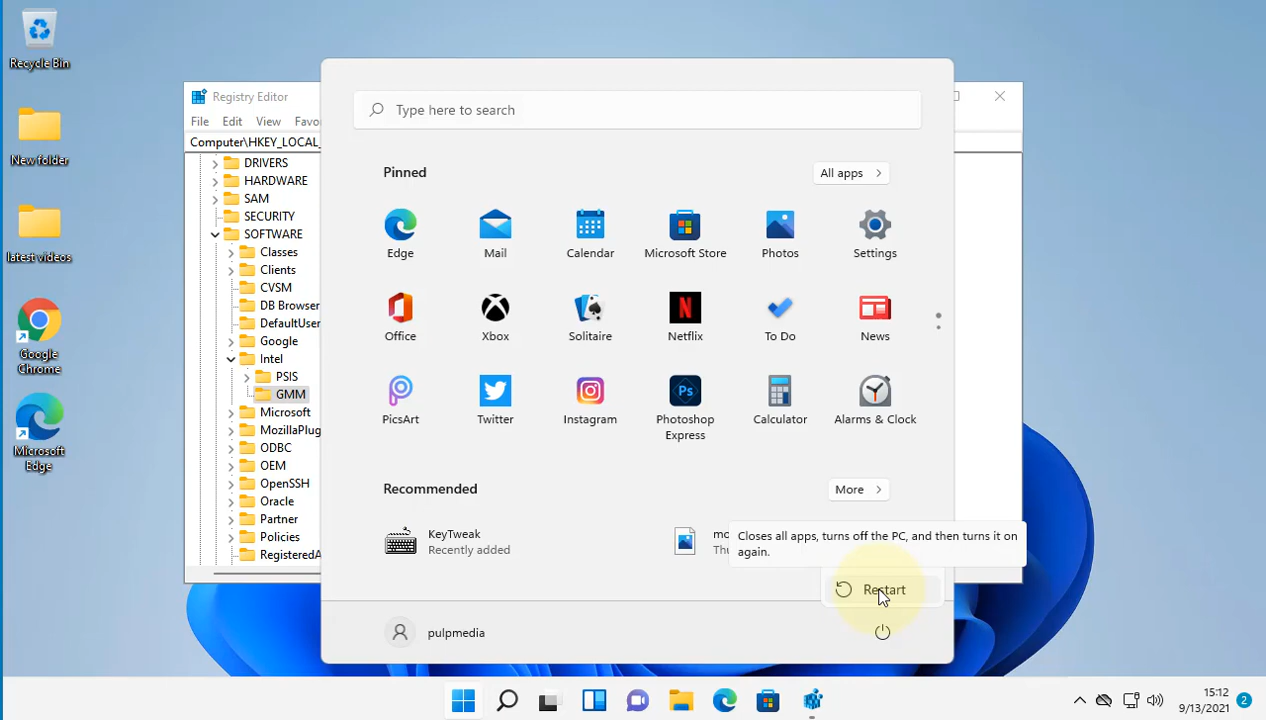 Recycle Bin
New folder
latest videos
Google
Chrome
Microsoft
Edge
Registry Editor
File Edit View
Computer\HKEY_LOCAL_
DRIVERS
HARDWARE
SAM
SECURITY
SOFTWARE
Classes
Clients
CVSM
DB Browser
DefaultUser
Google
Intel
PSIS
GMM
Microsoft
MozillaPlug
ODBC
OEM
OpenSSH
Oracle
Partner
Policies
Type here to search
Pinned
All apps
Edge Mail Calendar Microsoft Store Photos Settings
Office Xbox Solitaire Netflix To Do News
PicsArt Twitter Instagram Photoshop Calculator Alarms & Clock
Express
Ps
Recommended
More
KeyTweak
Recently added
Closes all apps, turns off the PC, and then turns it on
again.
Restart
pulpmedia
15:12
9/13/2021
2